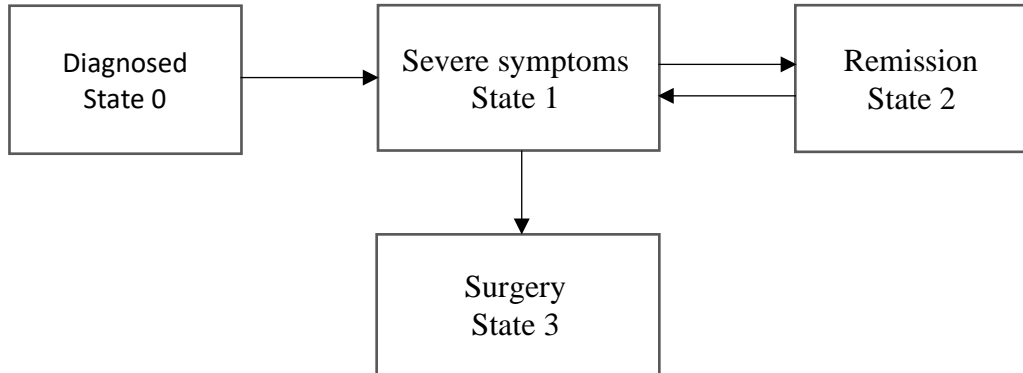 Diagnosed
State 0
Severe symptoms
State 1
Remission
State 2
Surgery
State 3